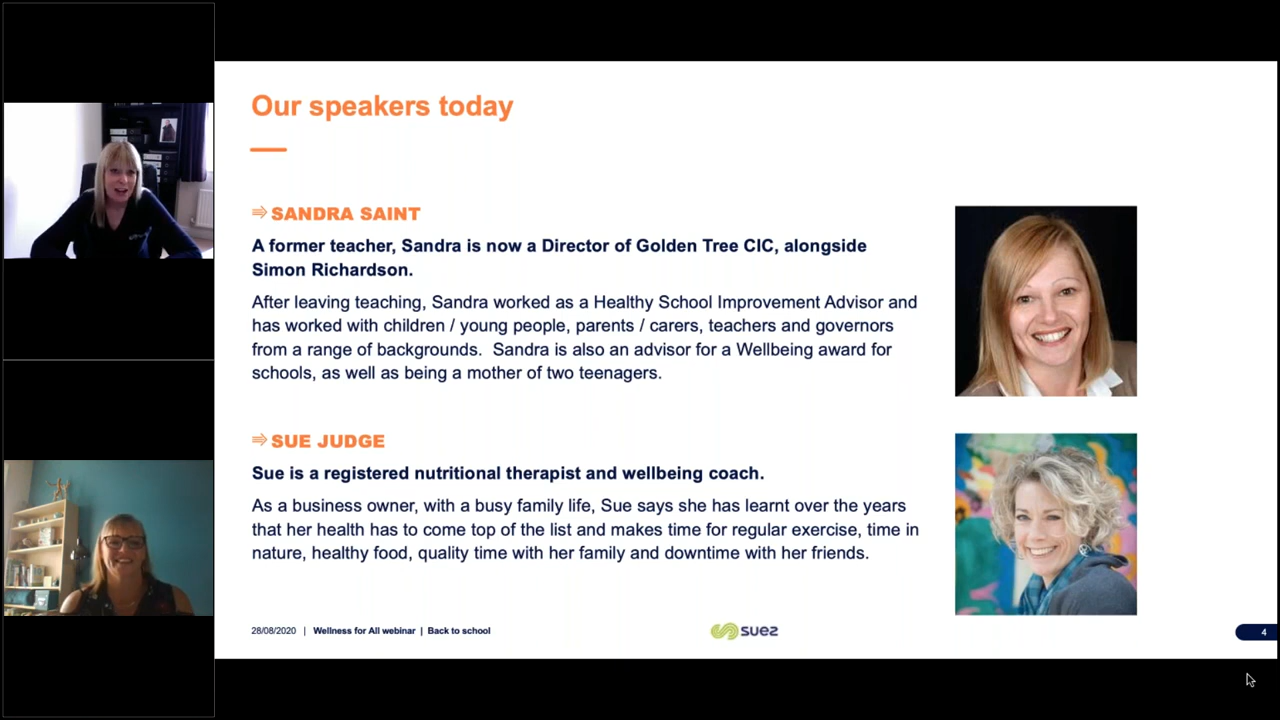 Our speakers today
⇒ SANDRA SAINT
A former teacher, Sandra is now a Director of Golden Tree CIC, alongside
Simon Richardson.
After leaving teaching, Sandra worked as a Healthy School Improvement Advisor and
has worked with children / young people, parents / carers, teachers and governors
from a range of backgrounds.  Sandra is also an advisor for a Wellbeing award for
schools, as well as being a mother of two teenagers.
⇒ SUE JUDGE
Sue is a registered nutritional therapist and wellbeing coach.
As a business owner, with a busy family life, Sue says she has learnt over the years
that her health has to come top of the list and makes time for regular exercise, time in
nature, healthy food, quality time with her family and downtime with her friends.
28/08/2020 | Wellness for All webinar | Back to school
suez
4